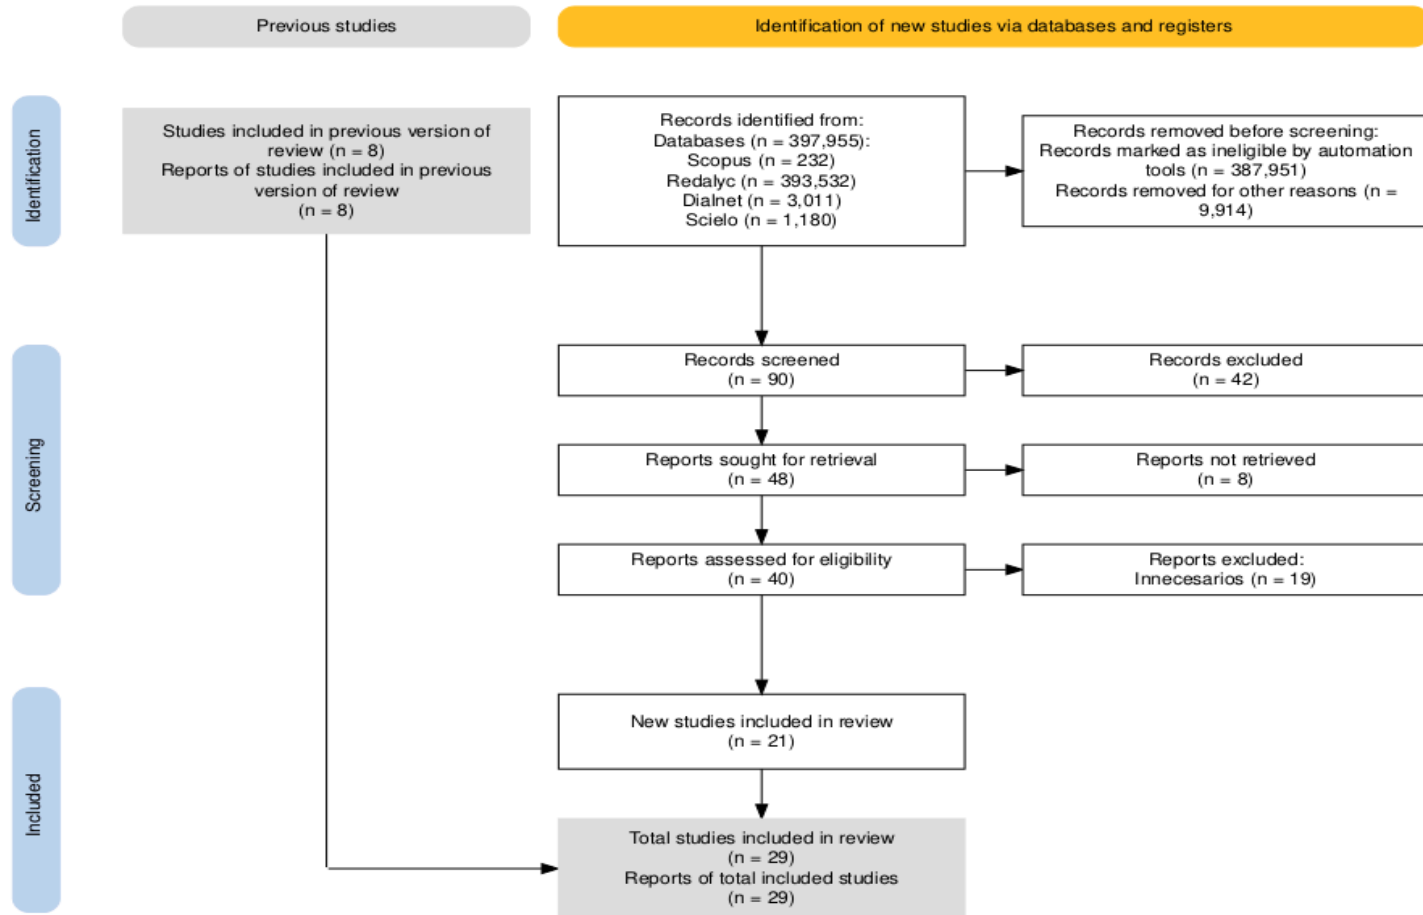 Previous studies
Identification of new studies via databases and registers
Identification
Studies included in previous version of
review (n = 8)
Reports of studies included in previous
version of review
(n = 8)
Records identified from:
Databases (n = 397,955):
Scopus (n = 232)
Redalyc (n = 393,532)
Dialnet (n = 3,011)
Scielo (n = 1,180)
Records removed before screening:
Records marked as ineligible by automation
tools (n = 387,951)
Records removed for other reasons (n =
9,914)
Screening
Records screened
(n = 90)
Records excluded
(n = 42)
Reports sought for retrieval
(n = 48)
Reports not retrieved
(n = 8)
Reports assessed for eligibility
(n = 40)
Reports excluded:
Innecesarios (n = 19)
Included
New studies included in review
(n = 21)
Total studies included in review
(n = 29)
Reports of total included studies
(n = 29)